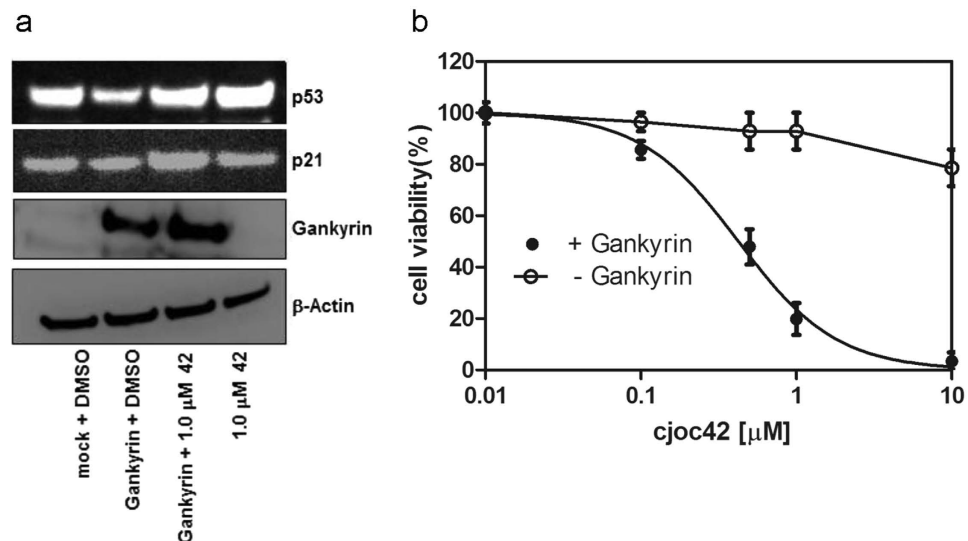 a
p53
p21
Gankyrin
β-Actin
mock + DMSO
Gankyrin + DMSO
Gankyrin + 1.0 μM 42
1.0 μM 42
b
120
100
80
60
40
20
0
cell viability(%)
+ Gankyrin
- Gankyrin
0.01
0.1
1
10
cjoc42 [μM]